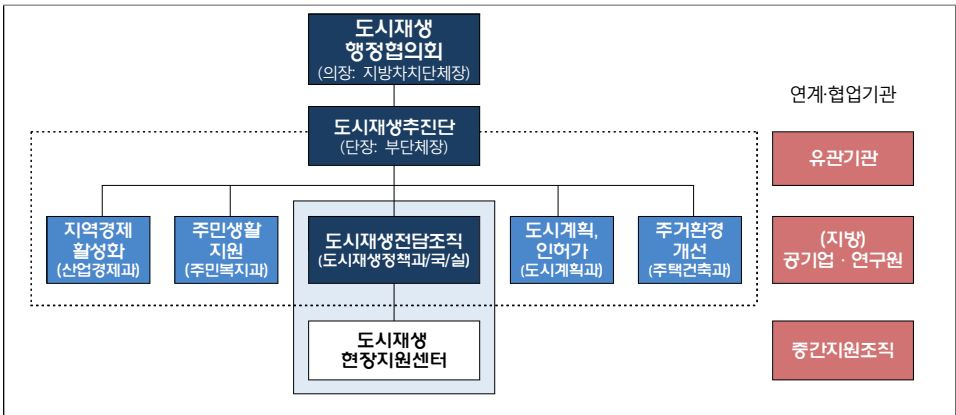 도시재생
행정협의회
(의장: 지방차치단체장)
연계·협업기관
도시재생추진단
(단장: 부단체장)
유관기관
지역경제
활성화
(산업경제과)
주민생활
지원
(주민복지과)
도시재생전담조직
(도시재생정책과/국/실)
도시계획,
인허가
(도시계획과)
주거환경
개선
(주택건축과)
(지방)
공기업 · 연구원
도시재생
현장지원센터
중간지원조직